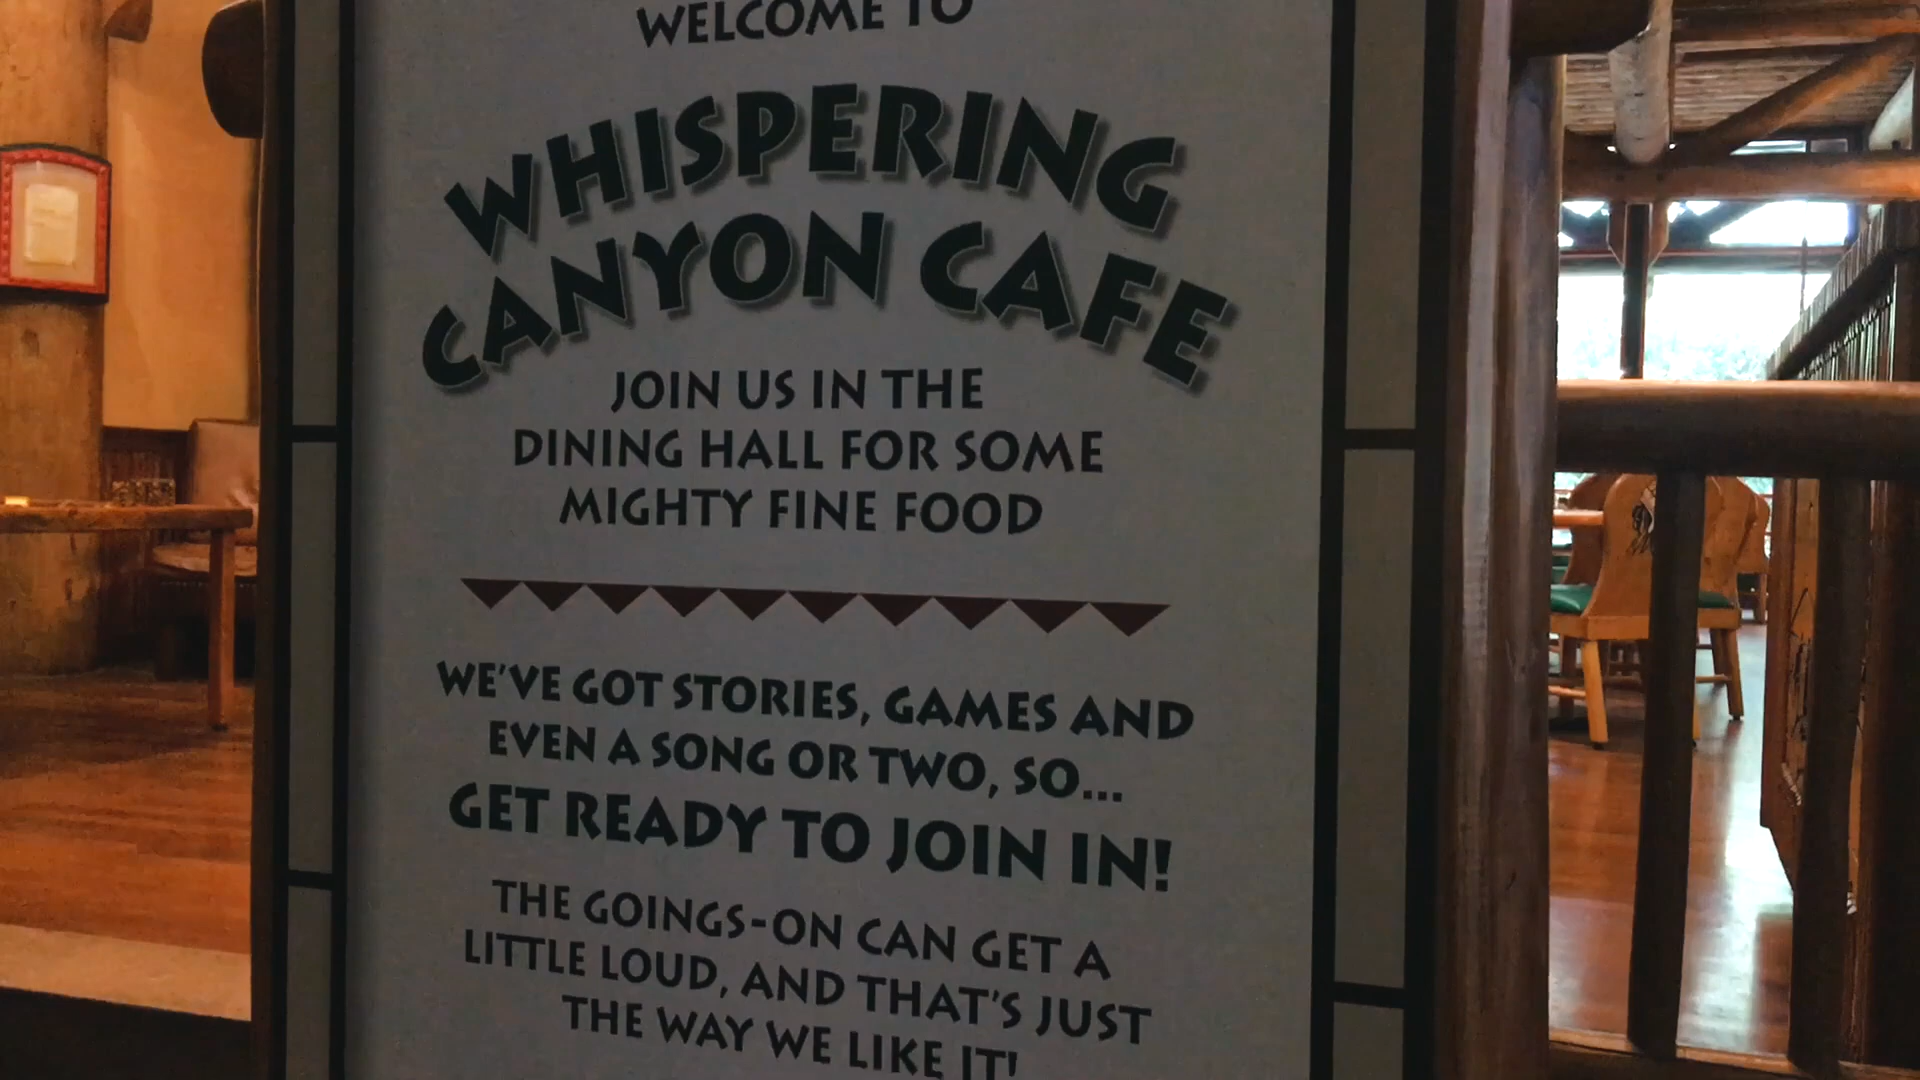 WELCOME TO
WHISPERING
CANYON CAFE
JOIN US IN THE
DINING HALL FOR SOME
MIGHTY FINE FOOD
WE'VE GOT STORIES, GAMES AND
EVEN A SONG OR TWO, SO...
GET READY TO JOIN IN!
THE GOINGS-ON CAN GET A
LITTLE LOUD, AND THAT'S JUST
THE WAY WE LIKE IT!